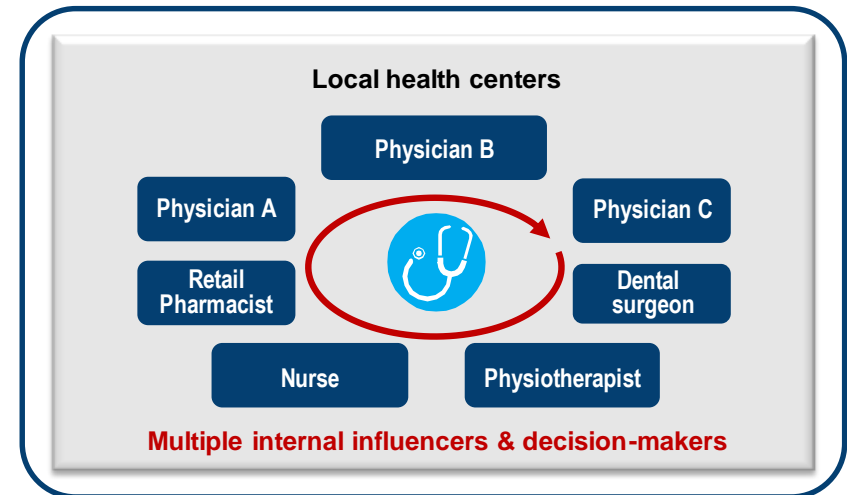 Local health centers
Physician B
Physician A
Physician C
Retail
Pharmacist
Dental
surgeon
Nurse
Physiotherapist
Multiple internal influencers & decision-makers